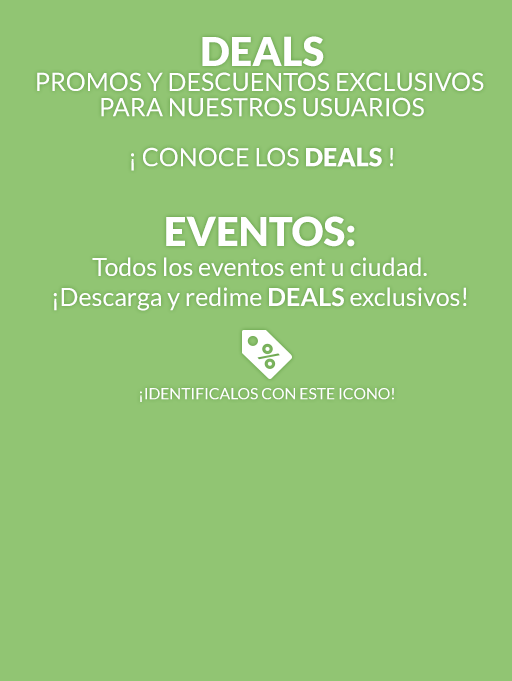 DEALS
PROMOS Y DESCUENTOS EXCLUSIVOS
PARA NUESTROS USUARIOS
¡ CONOCE LOS DEALS !
EVENTOS:
Todos los eventos ent u ciudad.
¡Descarga y redime DEALS exclusivos!
%
¡IDENTIFICALOS CON ESTE ICONO!